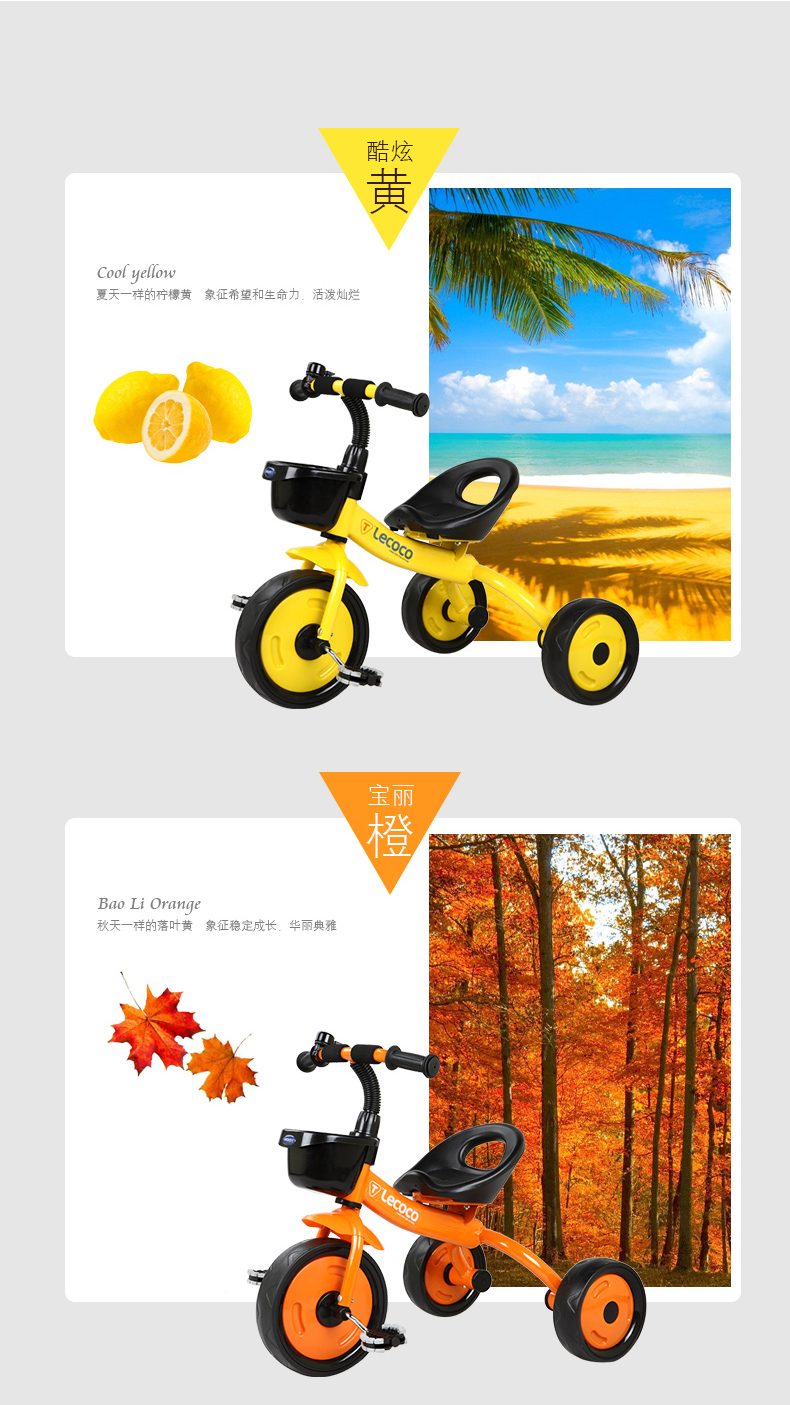 酷炫
黄
Cool yellow
夏天一样的柠檬黄 象征希望和生命力、活泼灿烂
T Lecoco
宝丽
橙
Bao Li Orange
秋天一样的落叶黄 象征稳定成长、华丽典雅
T Lecoco